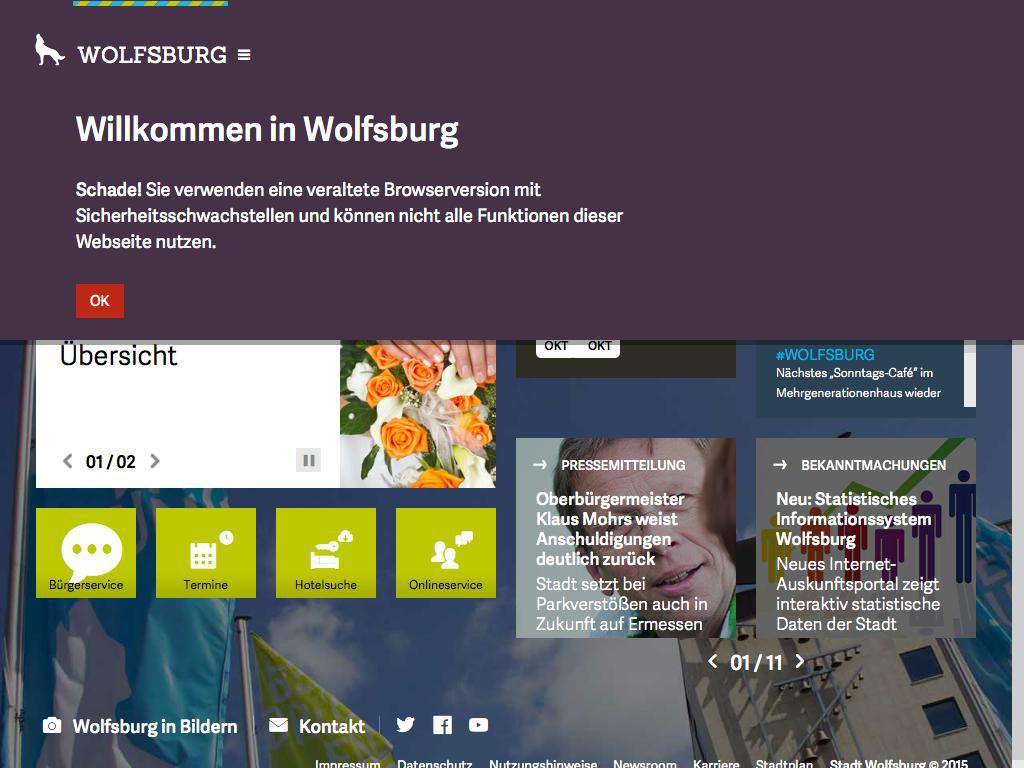 WOLFSBURG
Willkommen in Wolfsburg
Schade! Sie verwenden eine veraltete Browserversion mit
Sicherheitsschwachstellen und können nicht alle Funktionen dieser
Webseite nutzen.
OK
Übersicht
01 / 02
OKT OKT
#WOLFSBURG
Nächstes „Sonntags-Café“ im
Mehrgenerationenhaus wieder
Bürgerservice
Termine
Hotelsuche
Onlineservice
PRESSEMITTEILUNG
Oberbürgermeister
Klaus Mohrs weist
Anschuldigungen
deutlich zurück
Stadt setzt bei
Parkverstößen auch in
Zukunft auf Ermessen
BEKANNTMACHUNGEN
Neu: Statistisches
Informationssystem
Wolfsburg
Neues Internet-
Auskunftsportal zeigt
interaktiv statistische
Daten der Stadt
01 / 11
Wolfsburg in Bildern
Kontakt
Impressum Datenschutz Nutzungshinweise Newsroom Karriere Stadtplan Stadt Wolfsburg © 2015